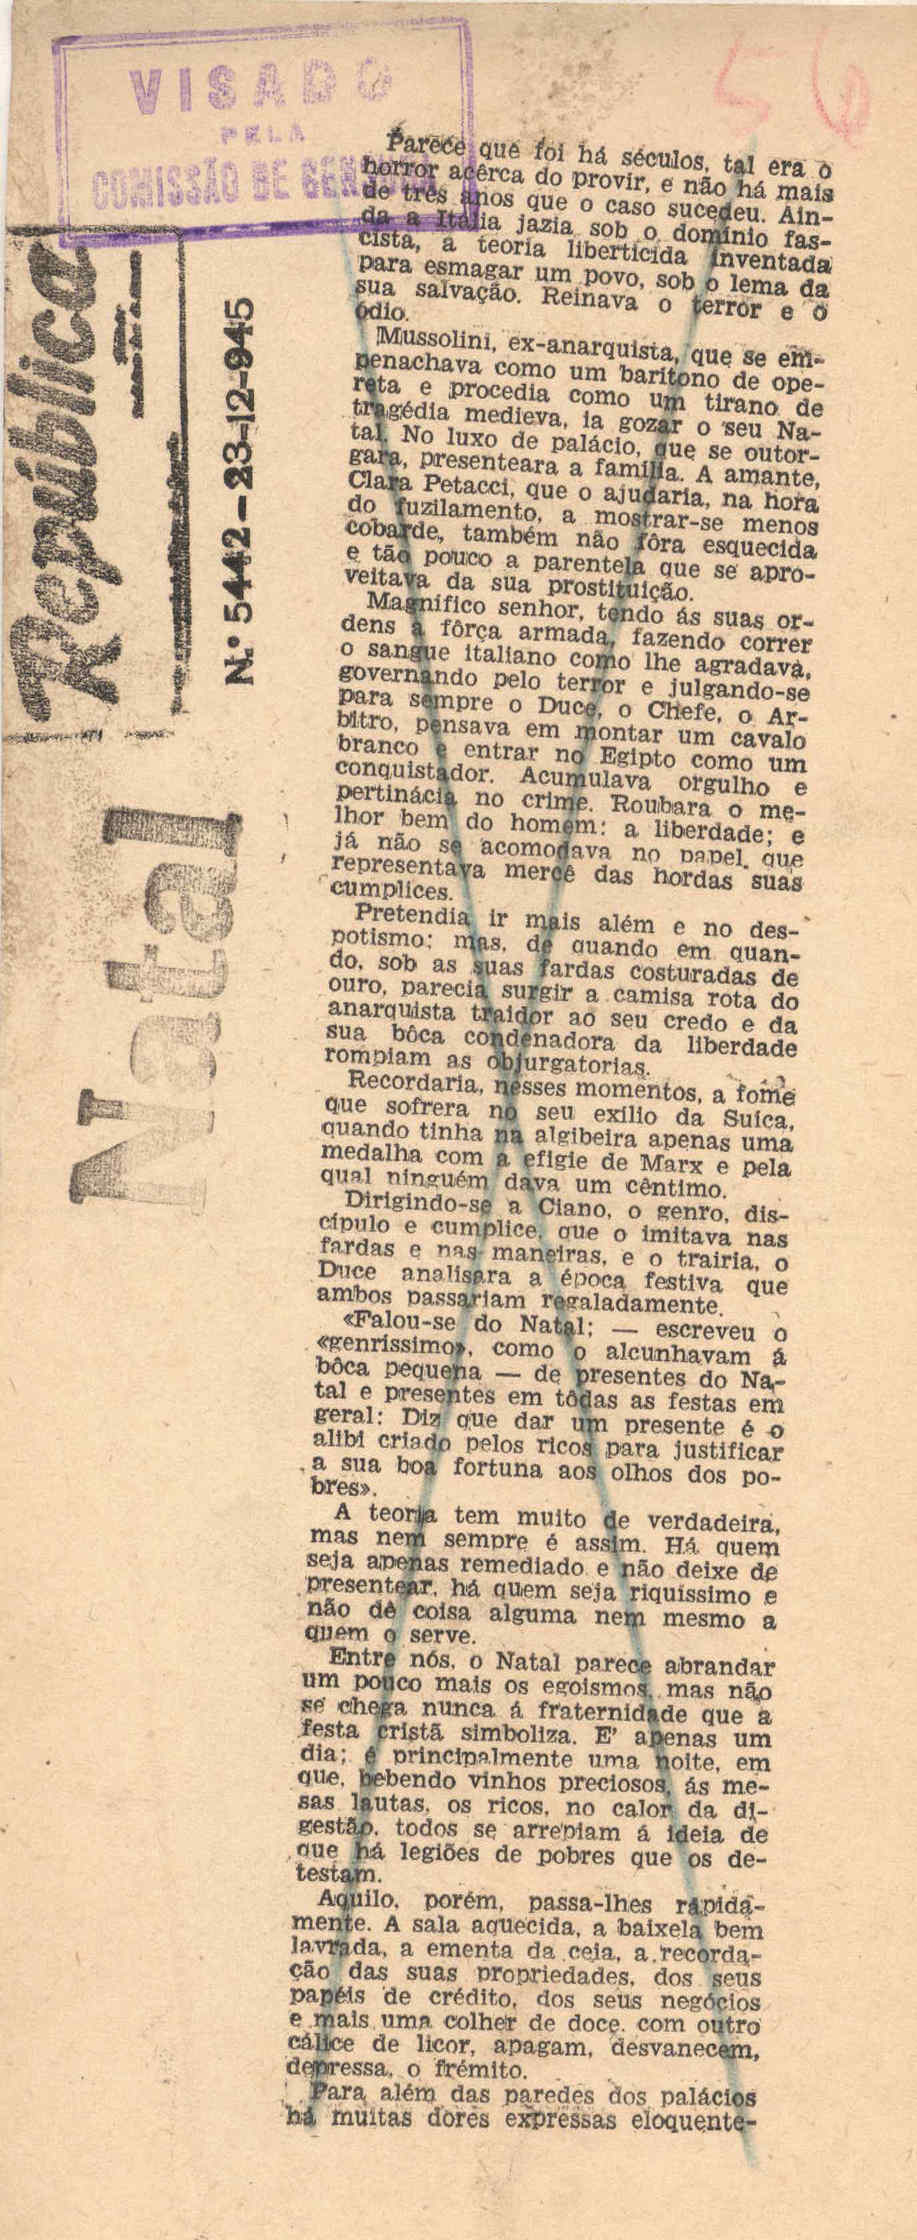 VISADO
PELA
COMISSÃO DE CENSURA
56
República
N.º 5442-23-12-945
Natal
Parece que foi há séculos, tal era o
horror acêrca do provir, e não há mais
de três anos que o caso sucedeu. Ain-
da a Itália jazia sob o domínio fas-
cista, a teoria liberticida inventada
para esmagar um povo, sob o lema da
sua salvação. Reinava o terror e o
ódio.
Mussolini, ex-anarquista, que se em-
penachava como um baritono de ope-
reta e procedia como um tirano de
tragédia medieva, ia gozar o seu Na-
tal. No luxo de palácio, que se outor-
gara, presenteara a familia. A amante,
Clara Petacci, que o ajudaria, na hora
do fuzilamento, a mostrar-se menos
cobarde, também não fôra esquecida
e tão pouco a parentela que se apro-
veitava da sua prostituição.
Magnifico senhor, tendo ás suas or-
dens a fôrça armada, fazendo correr
o sangue italiano como lhe agradava,
governando pelo terror e julgando-se
para sempre o Duce, o Chefe, o Ar-
bitro, pensava em montar um cavalo
branco e entrar no Egipto como um
conquistador. Acumulava orgulho e
pertinácia no crime. Roubara o me-
lhor bem do homem: a liberdade; e
já não se acomodava no papel que
representava mercê das hordas suas
cumplices.
Pretendia ir mais além e no des-
potismo; mas, de quando em quan-
do, sob as suas fardas costuradas de
ouro, parecia surgir a camisa rota do
anarquista traidor ao seu credo e da
sua bôca condenadora da liberdade
rompiam as objurgatorias.
Recordaria, nesses momentos, a fome
que sofrera no seu exilio da Suiça,
quando tinha na algibeira apenas uma
medalha com a efigie de Marx e pela
qual ninguém dava um cêntimo.
Dirigindo-se a Ciano, o genro, dis-
cipulo e cumplice, que o imitava nas
fardas e nas maneiras, e o trairia, o
Duce analisara a época festiva que
ambos passariam regaladamente.
«Falou-se do Natal; — escreveu o
«genrissimo», como o alcunhavam á
bôca pequena — de presentes do Na-
tal e presentes em tôdas as festas em
geral: Diz que dar um presente é o
alibi criado pelos ricos para justificar
a sua boa fortuna aos olhos dos po-
bres».
A teoria tem muito de verdadeira,
mas nem sempre é assim. Há quem
seja apenas remediado e não deixe de
presentear, há quem seja riquissimo e
não dê coisa alguma nem mesmo a
quem o serve.
Entre nós, o Natal parece abrandar
um pouco mais os egoismos, mas não
se chega nunca á fraternidade que a
festa cristã simboliza. E' apenas um
dia; é principalmente uma noite, em
que, bebendo vinhos preciosos, ás me-
sas lautas, os ricos, no calor da di-
gestão, todos se arrepiam á ideia de
que há legiões de pobres que os de-
testam.
Aquilo, porém, passa-lhes rápida-
mente. A sala aquecida, a baixela bem
lavrada, a ementa da ceia, a recorda-
ção das suas propriedades, dos seus
papéis de crédito, dos seus negócios
e mais uma colher de doce, com outro
cálice de licor, apagam, desvanecem,
depressa, o frémito.
Para além das paredes dos palácios
há muitas dores expressas eloquente-